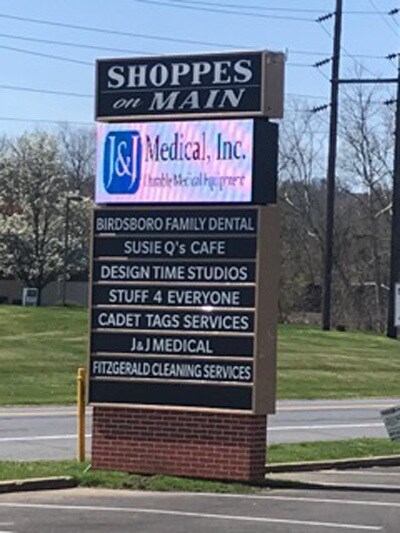 SHOPPES
on MAIN
J&J Medical, Inc.
Durable Medical Equipment
BIRDSBORO FAMILY DENTAL
SUSIE Q's CAFE
DESIGN TIME STUDIOS
STUFF 4 EVERYONE
CADET TAGS SERVICES
J&J MEDICAL
FITZGERALD CLEANING SERVICES